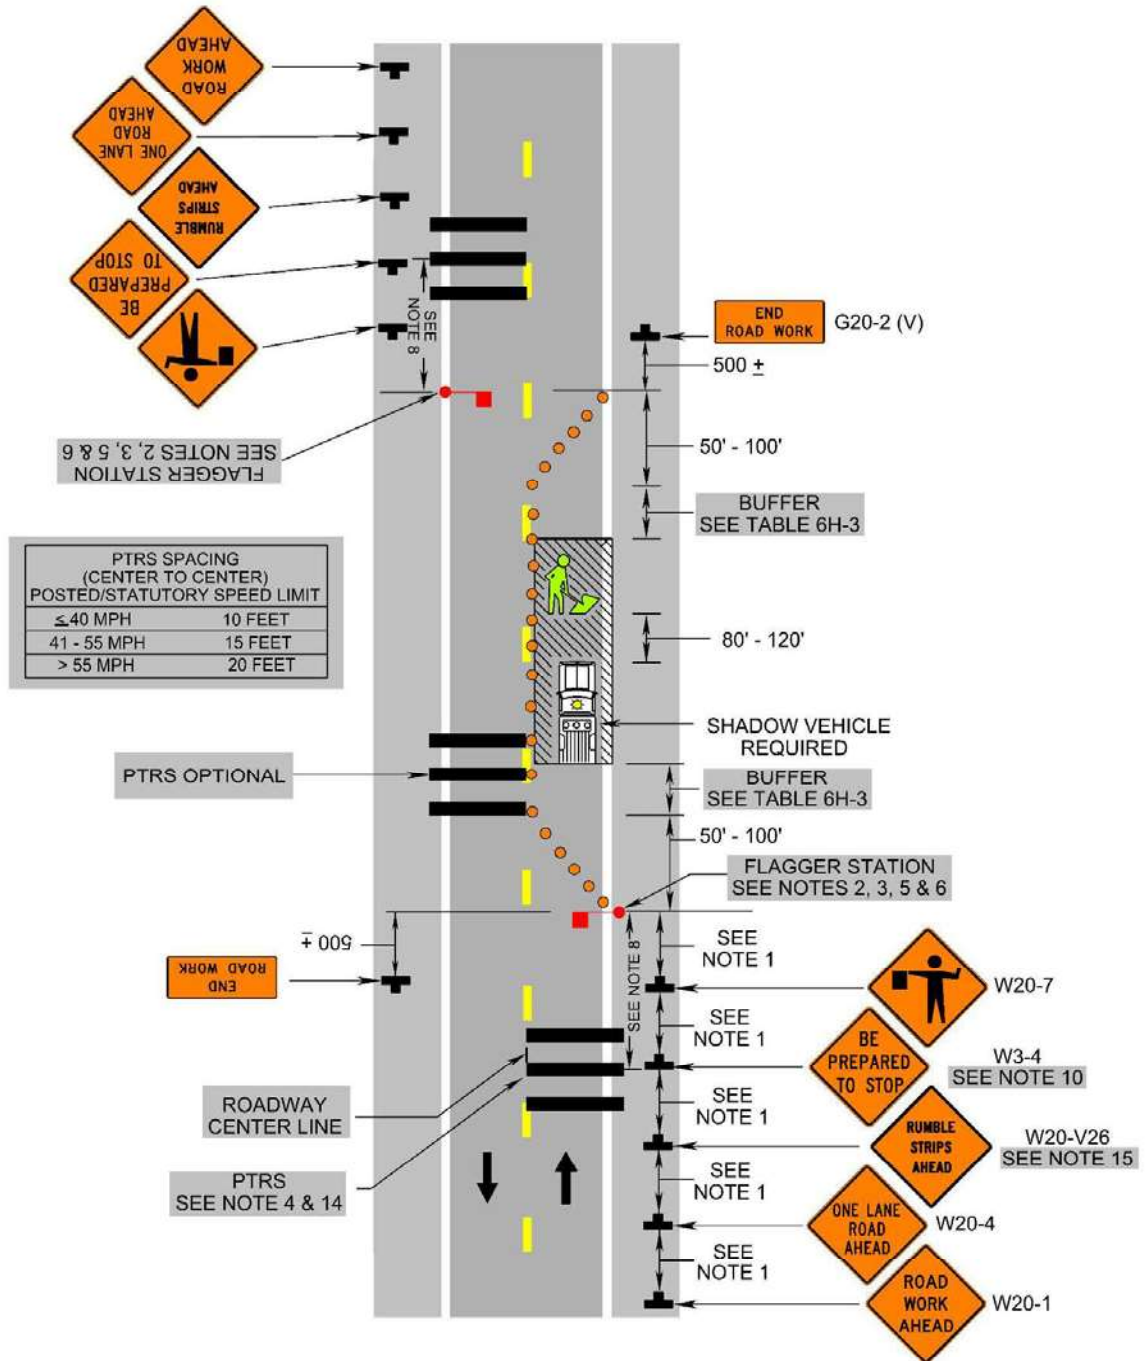 ROAD
WORK
AHEAD
ONE LANE
ROAD
AHEAD
RUMBLE
STRIPS
AHEAD
BE
PREPARED
TO STOP
SEE
NOTE 8
FLAGGER STATION
SEE NOTES 2, 3, 5 & 6
END
ROAD WORK
G20-2 (V)
500 ±
50' - 100'
BUFFER
SEE TABLE 6H-3
PTRS SPACING
(CENTER TO CENTER)
POSTED/STATUTORY SPEED LIMIT
≤40 MPH 10 FEET
41 - 55 MPH 15 FEET
> 55 MPH 20 FEET
80' - 120'
SHADOW VEHICLE
REQUIRED
PTRS OPTIONAL
BUFFER
SEE TABLE 6H-3
50' - 100'
FLAGGER STATION
SEE NOTES 2, 3, 5 & 6
500 ±
END
ROAD WORK
SEE NOTE 8
SEE
NOTE 1
W20-7
SEE
NOTE 1
BE
PREPARED
TO STOP
W3-4
SEE NOTE 10
ROADWAY
CENTER LINE
SEE
NOTE 1
RUMBLE
STRIPS
AHEAD
W20-V26
SEE NOTE 15
PTRS
SEE NOTE 4 & 14
SEE
NOTE 1
ONE LANE
ROAD
AHEAD
W20-4
SEE
NOTE 1
ROAD
WORK
AHEAD
W20-1